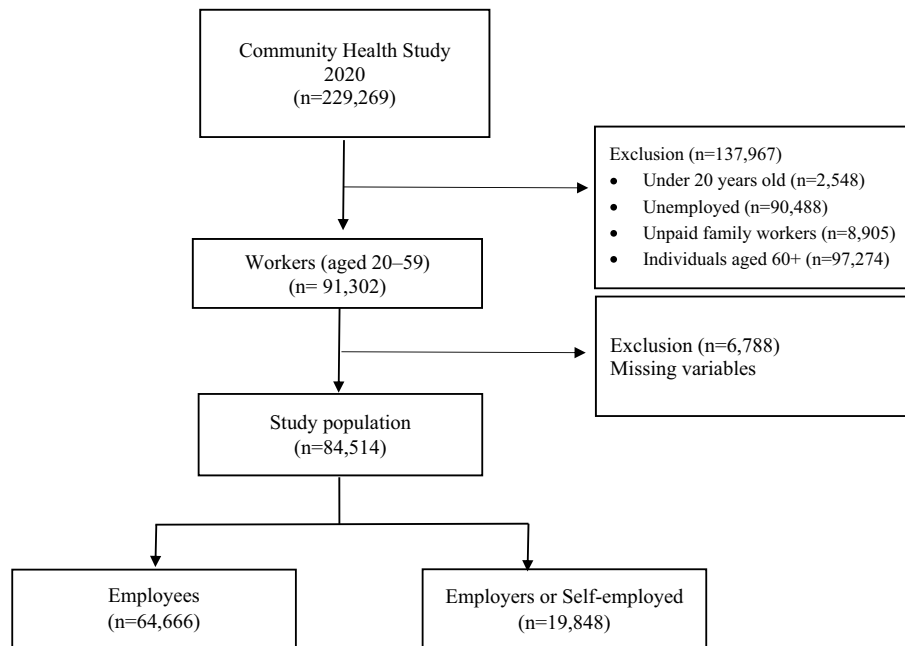 Community Health Study
2020
(n=229,269)
Exclusion (n=137,967)
• Under 20 years old (n=2,548)
• Unemployed (n=90,488)
• Unpaid family workers (n=8,905)
• Individuals aged 60+ (n=97,274)
Workers (aged 20–59)
(n= 91,302)
Exclusion (n=6,788)
Missing variables
Study population
(n=84,514)
Employees
(n=64,666)
Employers or Self-employed
(n=19,848)